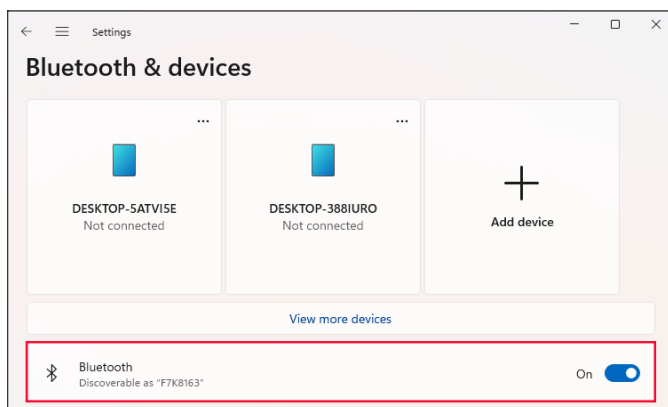 Settings
Bluetooth & devices
DESKTOP-5ATVI5E
Not connected
DESKTOP-388IURO
Not connected
Add device
View more devices
Bluetooth
Discoverable as "F7K8163"
On